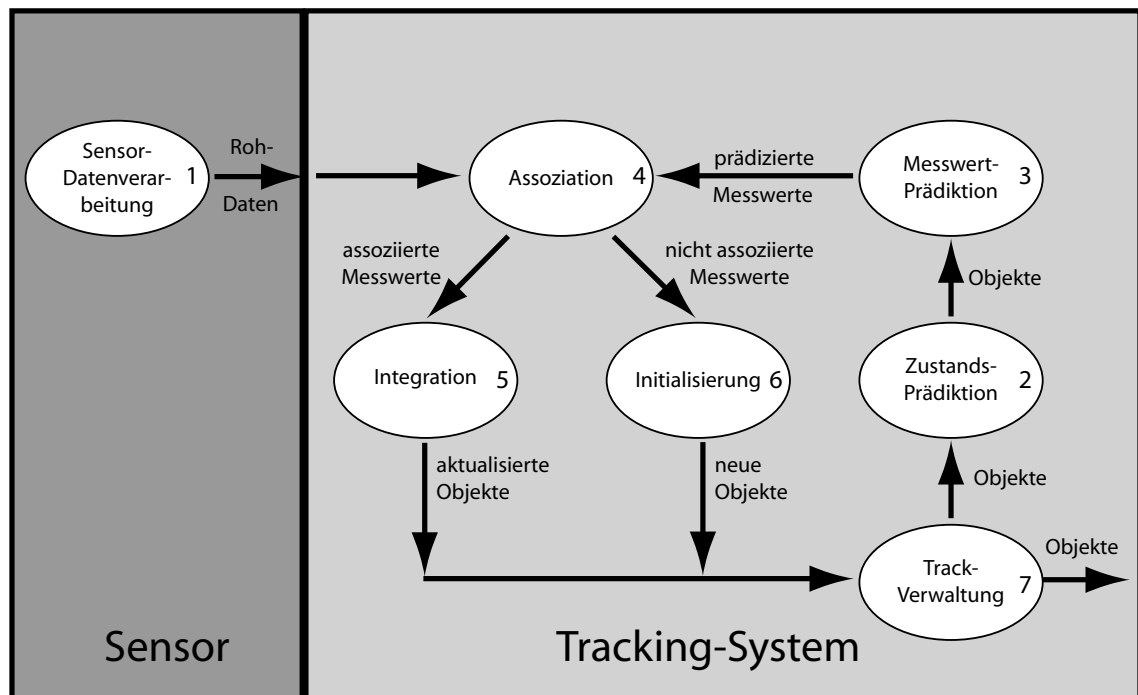 Sensor-
Datenverar-
beitung
1
Roh-
Daten
Assoziation
4
prädizierte
Messwerte
Messwert-
Prädiktion
3
assoziierte
Messwerte
nicht assoziierte
Messwerte
Objekte
Integration
5
Initialisierung
6
Zustands-
Prädiktion
2
aktualisierte
Objekte
neue
Objekte
Objekte
Track-
Verwaltung
7
Objekte
Sensor
Tracking-System